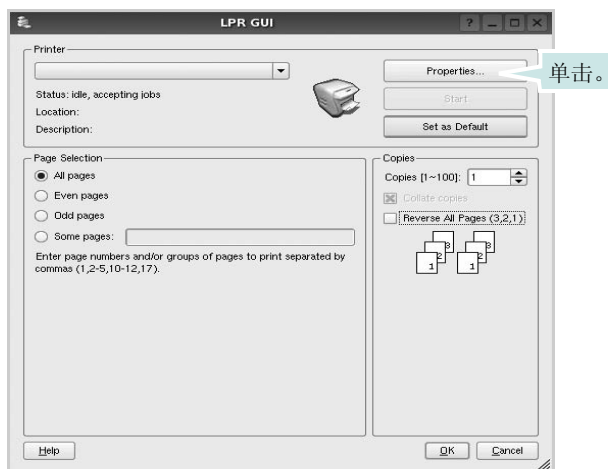 LPR GUI
Printer
Properties...
单击。
Status: idle, accepting jobs
Start
Location:
Description:
Set as Default
Page Selection
All pages
Even pages
Odd pages
Some pages:
Enter page numbers and/or groups of pages to print separated by
commas (1,2-5,10-12,17).
Copies
Copies [1~100]: 1
Collate copies
Reverse All Pages (3,2,1)
3 3
2 2
1 1
Help
OK
Cancel